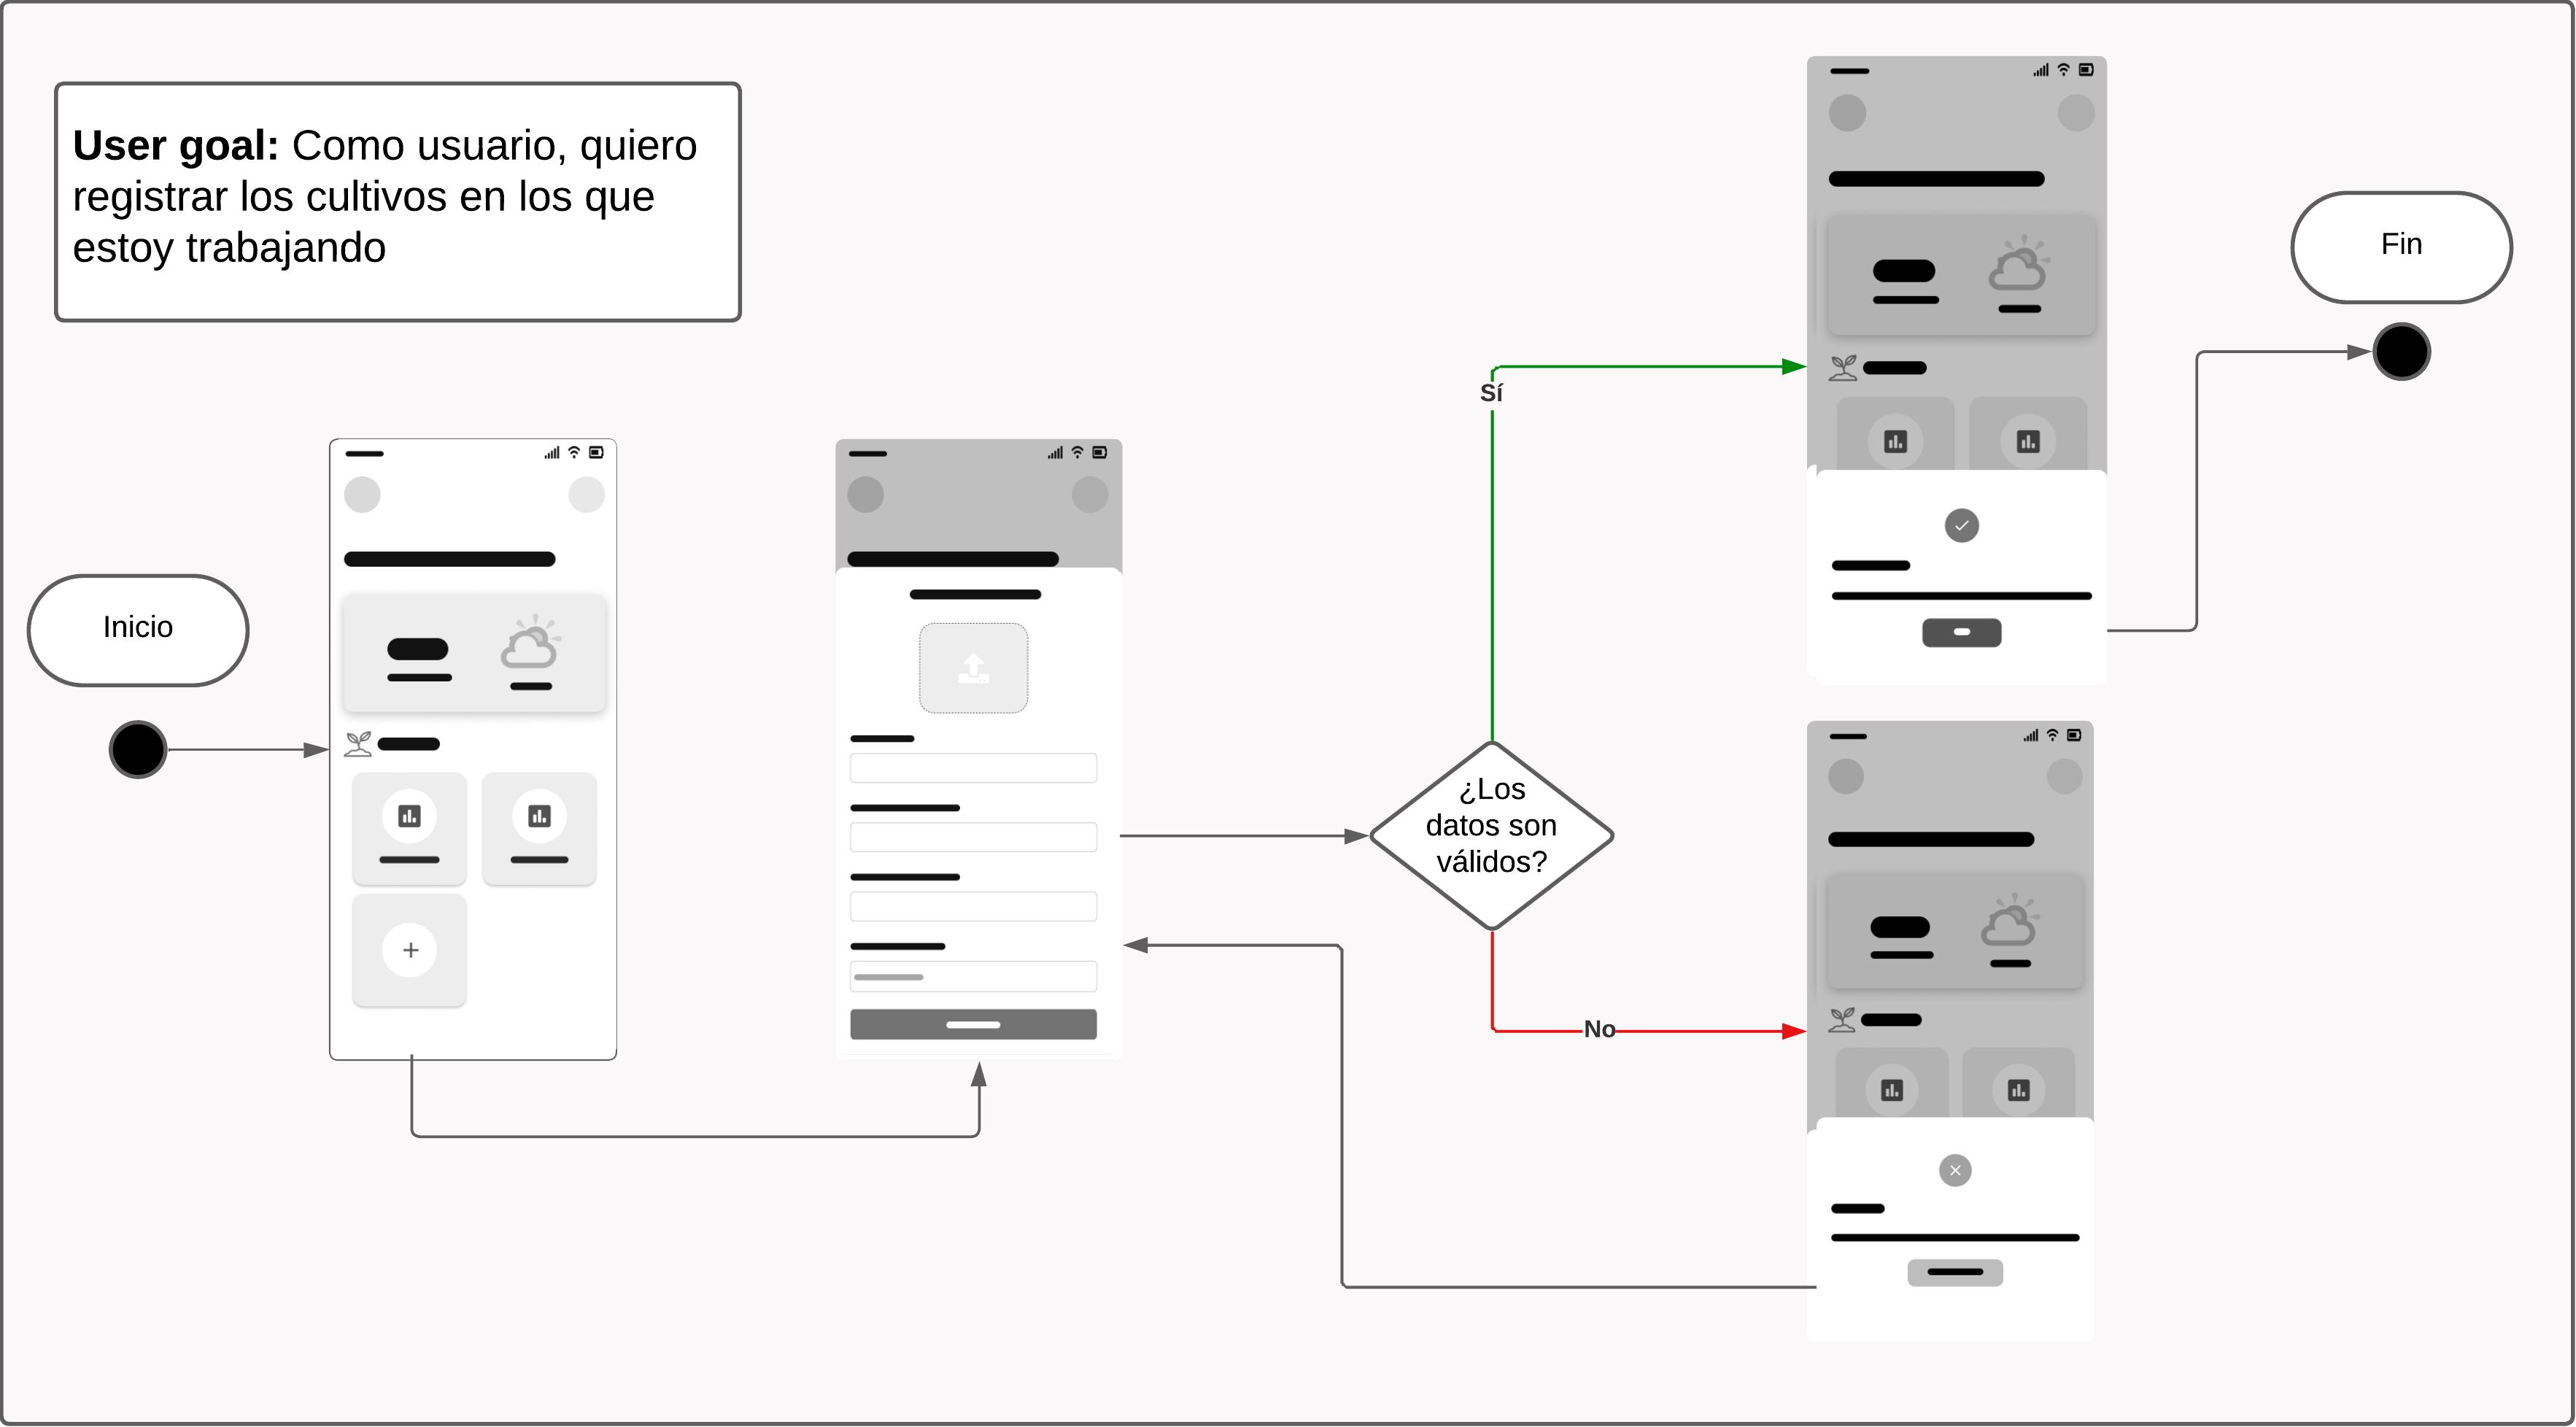 User goal: Como usuario, quiero
registrar los cultivos en los que
estoy trabajando
Inicio
¿Los
datos son
válidos?
Sí
No
Fin